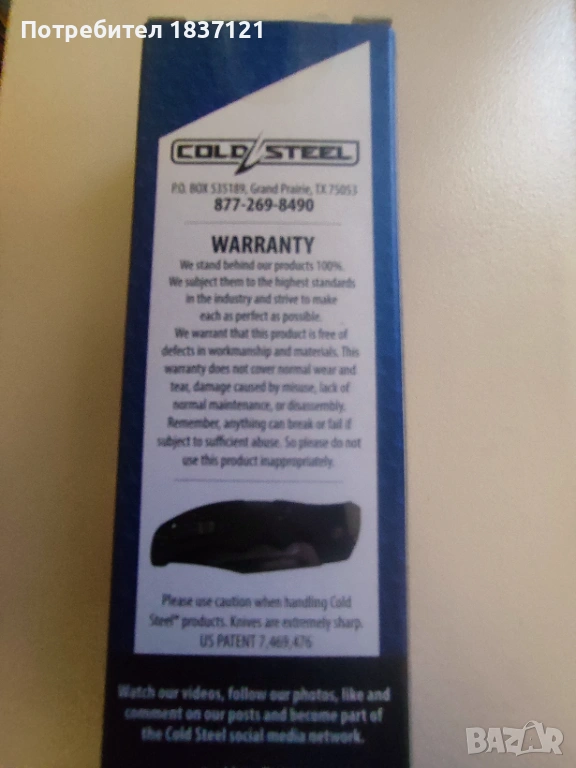 Потребител 1837121
COLD STEEL
P.O. BOX 535189, Grand Prairie, TX 75053
877-269-8490
WARRANTY
We stand behind our products 100%.
We subject them to the highest standards
in the industry and strive to make
each as perfect as possible.
We warrant that this product is free of
defects in workmanship and materials. This
warranty does not cover normal wear and
tear, damage caused by misuse, lack of
normal maintenance, or disassembly.
Remember, anything can break or fail if
subject to sufficient abuse. So please do not
use this product inappropriately.
Please use caution when handling Cold
Steel® products. Knives are extremely sharp.
US PATENT 7,469,476
Watch our videos, follow our photos, like and
comment on our posts and become part of
the Cold Steel social media network.
BAZAR